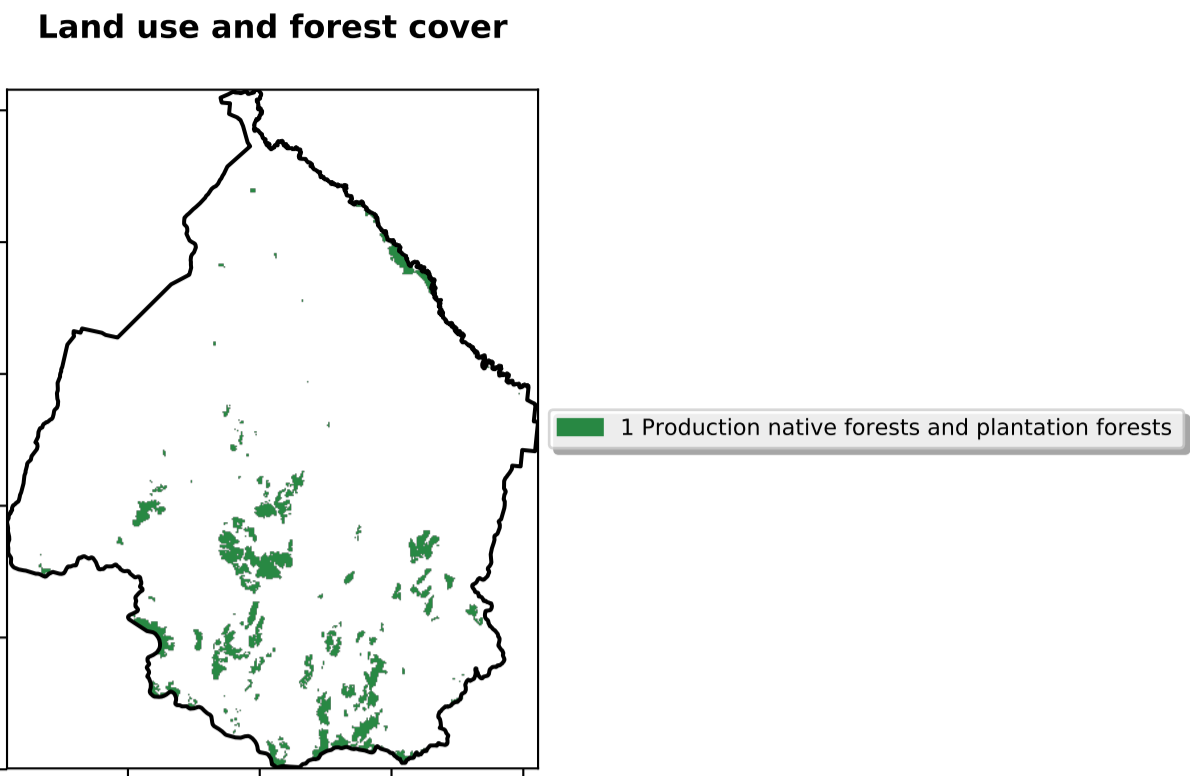 Land use and forest cover
1 Production native forests and plantation forests